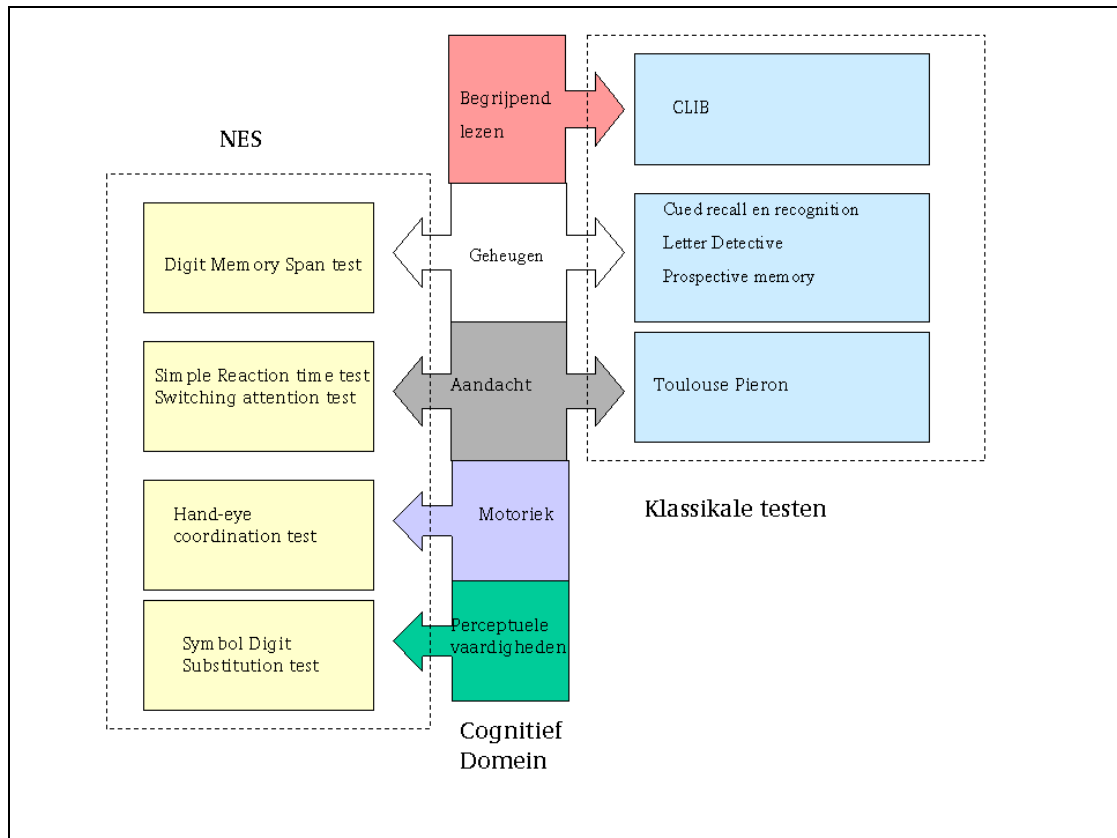 NES
Digit Memory Span test
Simple Reaction time test
Switching attention test
Hand-eye
coordination test
Symbol Digit
Substitution test
Begrijpend
lezen
Geheugen
Aandacht
Motoriek
Perceptuele
vaardigheden
Cognitief
Domein
CLIB
Cued recall en recognition
Letter Detective
Prospective memory
Toulouse Pieron
Klassikale testen